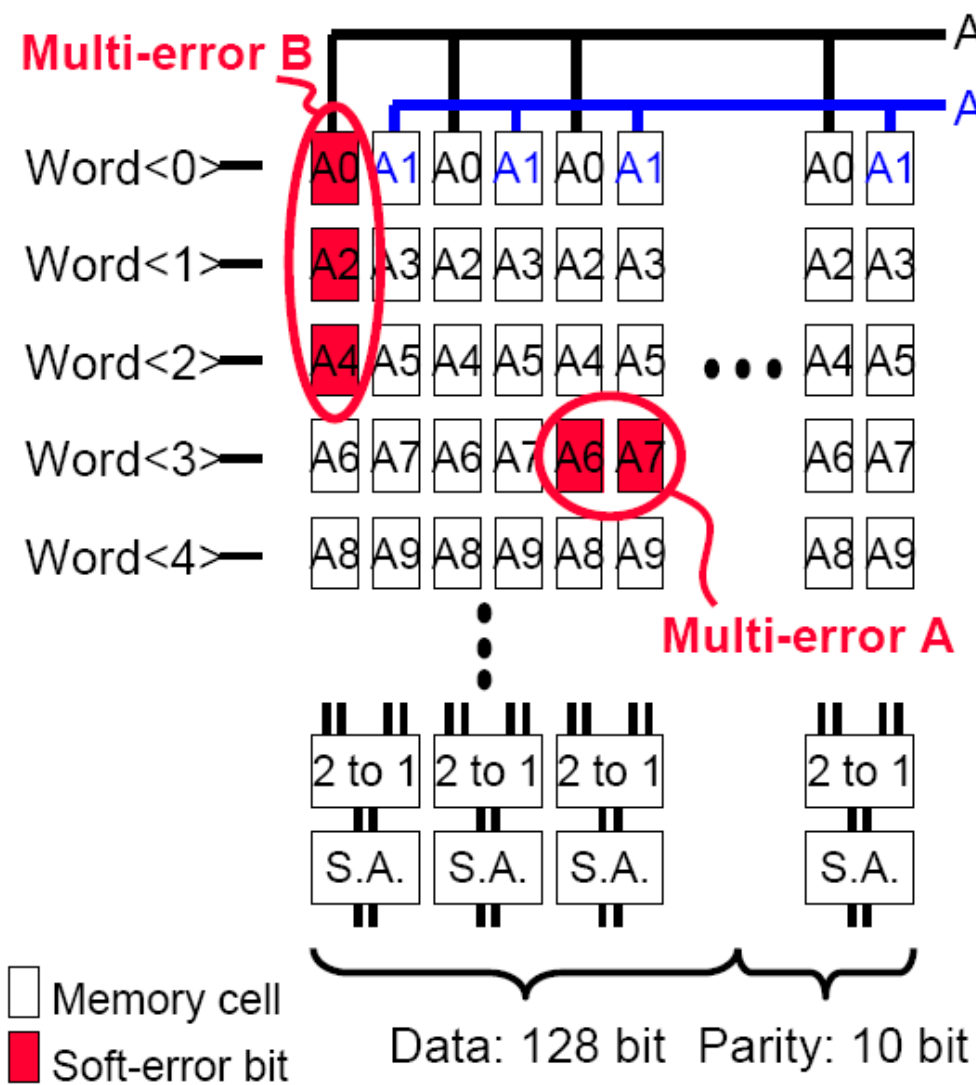 A
Multi-error B
A
Word<0> A0 A1 A0 A1 A0 A1 A0 A1
Word<1> A2 A3 A2 A3 A2 A3 A2 A3
Word<2> A4 A5 A4 A5 A4 A5 A4 A5
Word<3> A6 A7 A6 A7 A6 A7 A6 A7
Word<4> A8 A9 A8 A9 A8 A9 A8 A9
Multi-error A
2 to 1 2 to 1 2 to 1 2 to 1
S.A. S.A. S.A. S.A.
Memory cell
Soft-error bit
Data: 128 bit Parity: 10 bit